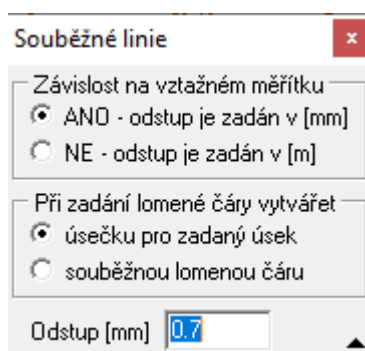 Souběžné linie
x
Závislost na vztažném měřítku
ANO - odstup je zadán v [mm]
NE - odstup je zadán v [m]
Při zadání lomené čáry vytvářet
úsečku pro zadaný úsek
souběžnou lomenou čáru
Odstup [mm] 0.7